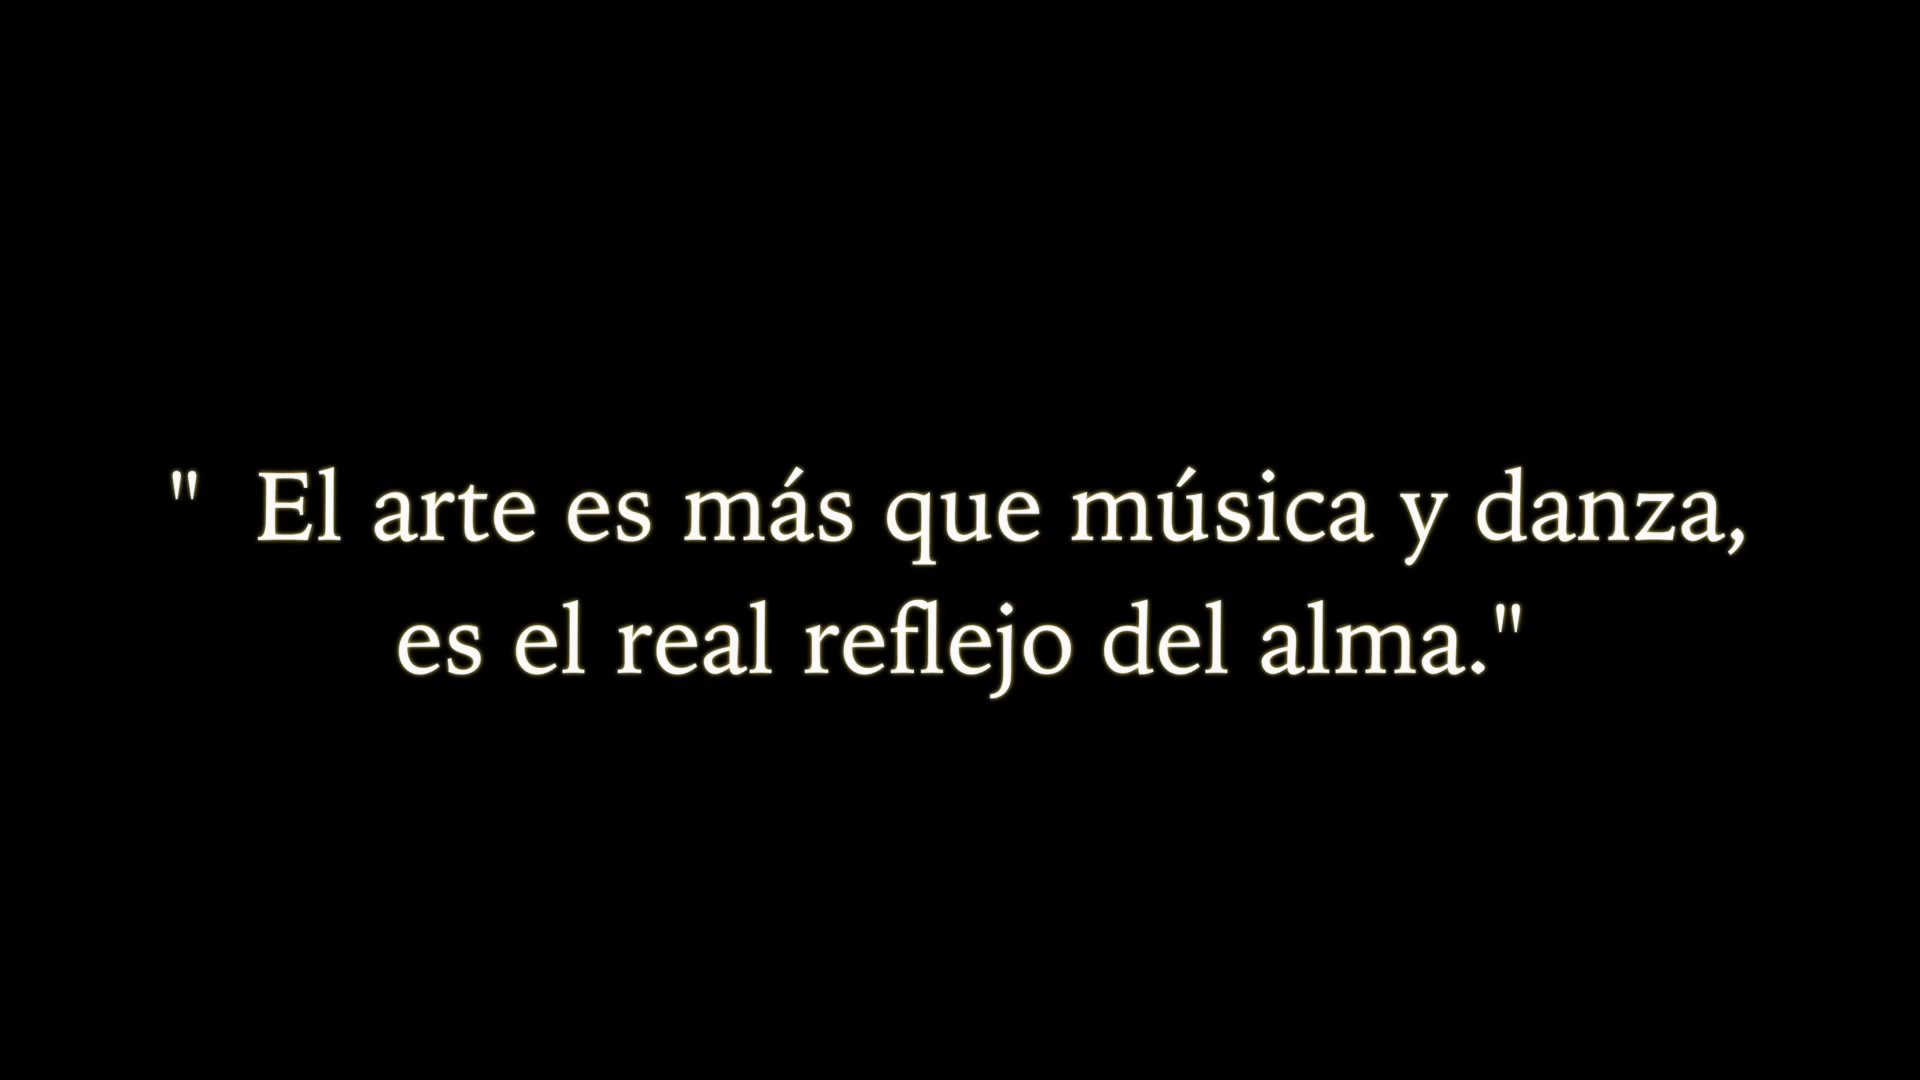 " El arte es más que música y danza,
es el real reflejo del alma."